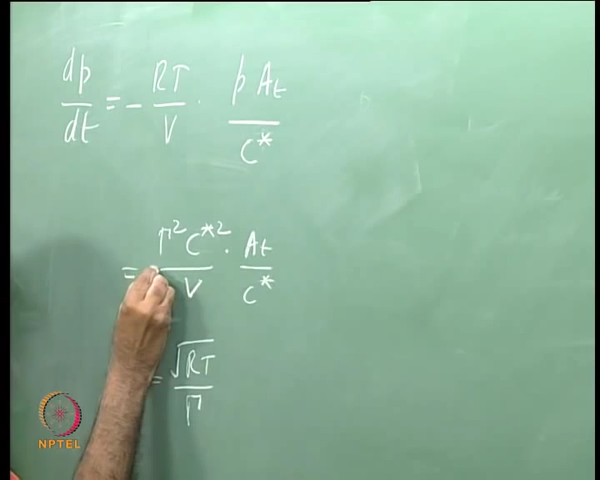 dp/dt = - RT/V · p At/C*
= Γ² C*² / V · At/C*
= √RT / Γ
NPTEL